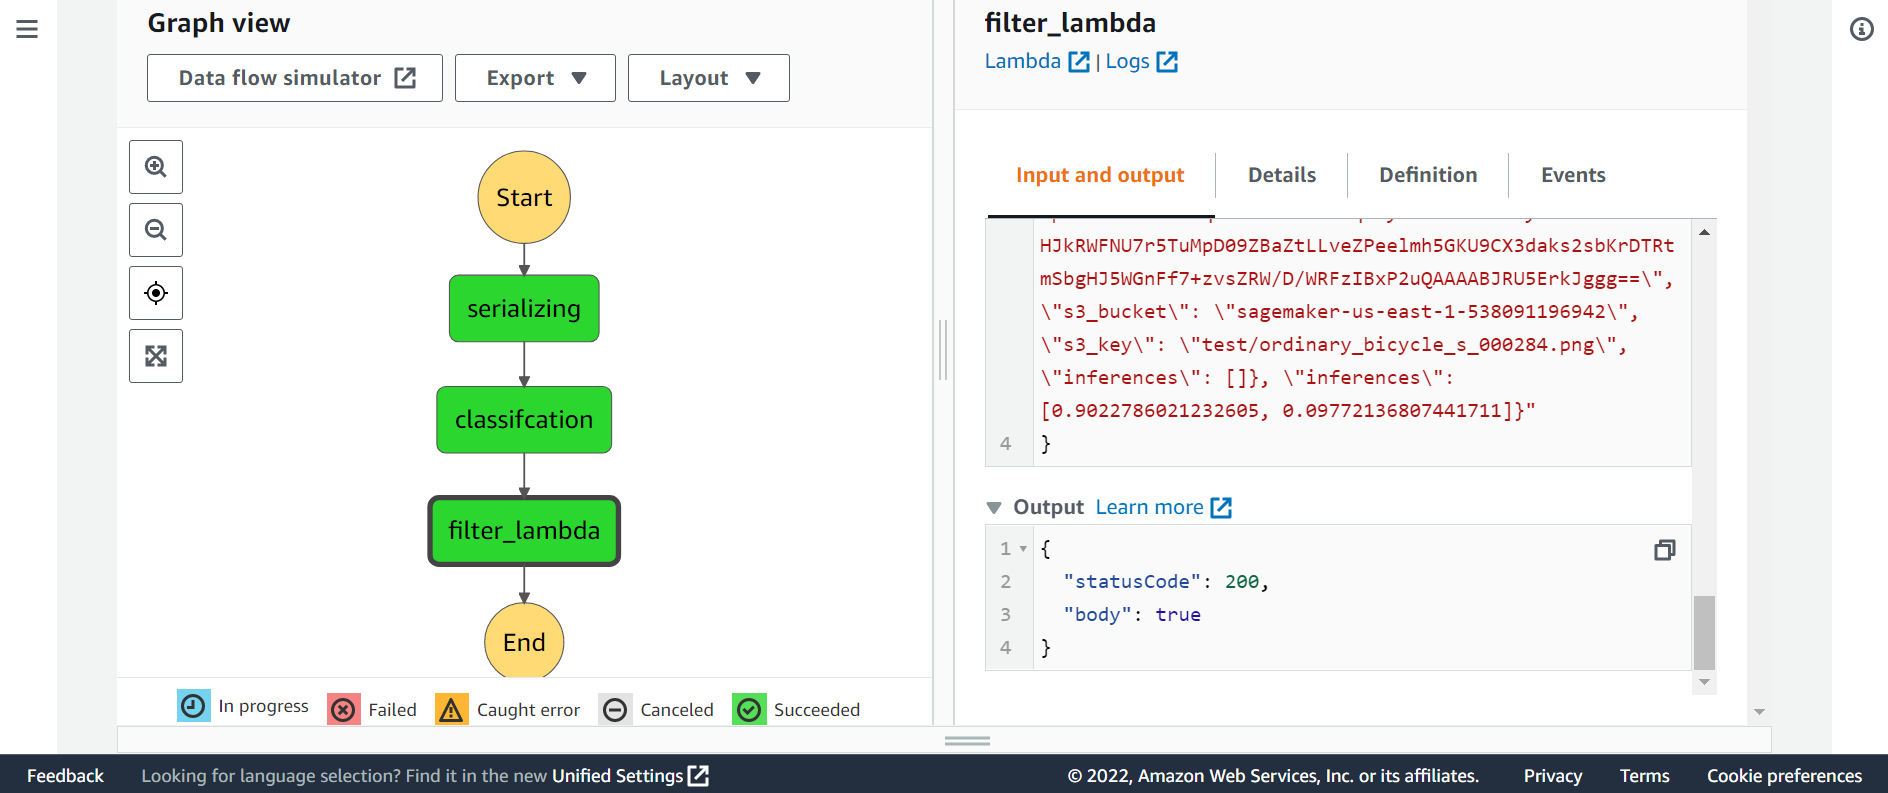 Graph view
Data flow simulator
Export
Layout
Start
serializing
classifcation
filter_lambda
End
In progress
Failed
Caught error
Canceled
Succeeded
filter_lambda
Lambda | Logs
Input and output
Details
Definition
Events
HJkRWFNU7r5TuMpD09ZBaZtLLveZPeelmh5GKU9CX3daks2sbKrDTRt
mSbgHJ5WGnFf7+zvsZRW/D/WRFzIBxP2uQAAAABJRU5ErkJggg==\",
\"s3_bucket\": \"sagemaker-us-east-1-538091196942\",
\"s3_key\": \"test/ordinary_bicycle_s_000284.png\",
\"inferences\": []}, \"inferences\":
[0.9022786021232605, 0.09772136807441711]}"
4 }
Output Learn more
1 {
2 "statusCode": 200,
3 "body": true
4 }
Feedback
Looking for language selection? Find it in the new Unified Settings
© 2022, Amazon Web Services, Inc. or its affiliates.
Privacy
Terms
Cookie preferences